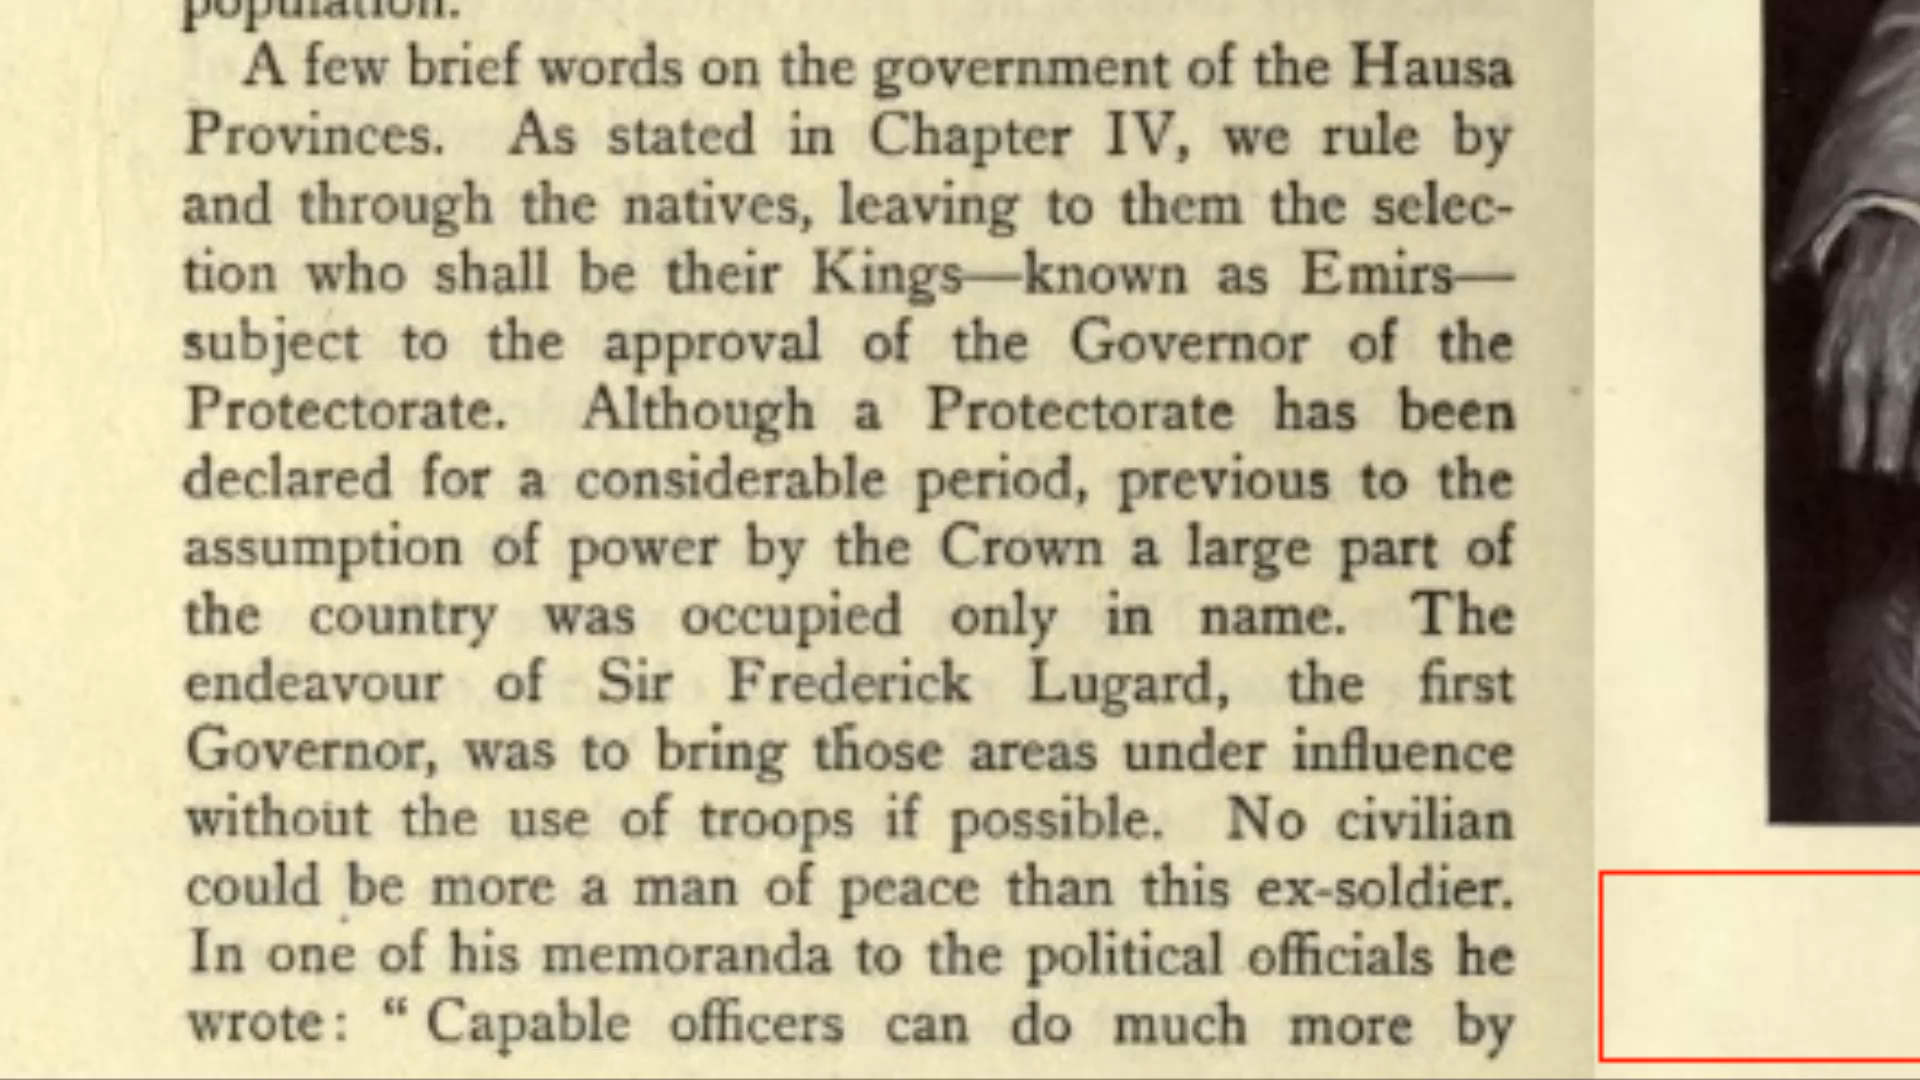 population.
A few brief words on the government of the Hausa
Provinces. As stated in Chapter IV, we rule by
and through the natives, leaving to them the selec-
tion who shall be their Kings—known as Emirs—
subject to the approval of the Governor of the
Protectorate. Although a Protectorate has been
declared for a considerable period, previous to the
assumption of power by the Crown a large part of
the country was occupied only in name. The
endeavour of Sir Frederick Lugard, the first
Governor, was to bring those areas under influence
without the use of troops if possible. No civilian
could be more a man of peace than this ex-soldier.
In one of his memoranda to the political officials he
wrote: “ Capable officers can do much more by